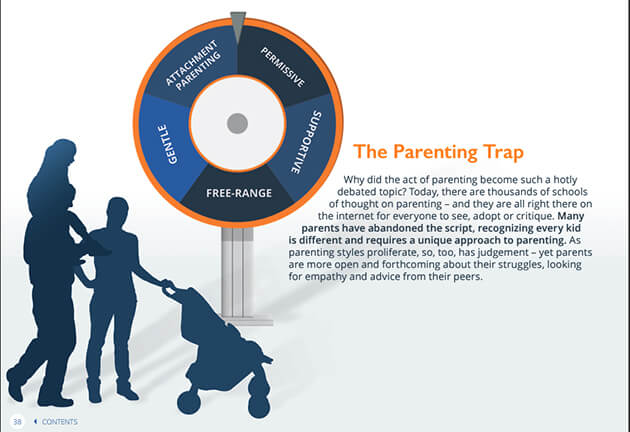 ATTACHMENT
PARENTING
PERMISSIVE
SUPPORTIVE
FREE-RANGE
GENTLE
The Parenting Trap
Why did the act of parenting become such a hotly
debated topic? Today, there are thousands of schools
of thought on parenting – and they are all right there on
the internet for everyone to see, adopt or critique. Many
parents have abandoned the script, recognizing every kid
is different and requires a unique approach to parenting. As
parenting styles proliferate, so, too, has judgement – yet parents
are more open and forthcoming about their struggles, looking
for empathy and advice from their peers.
38 CONTENTS